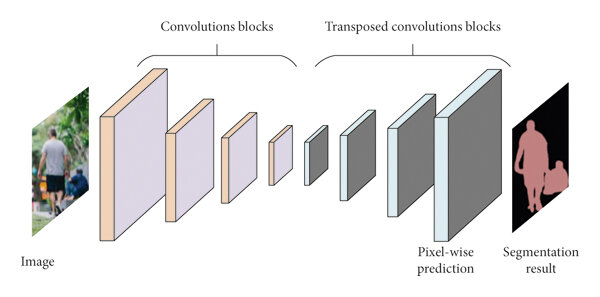 Convolutions blocks
Transposed convolutions blocks
Image
Pixel-wise
prediction
Segmentation
result